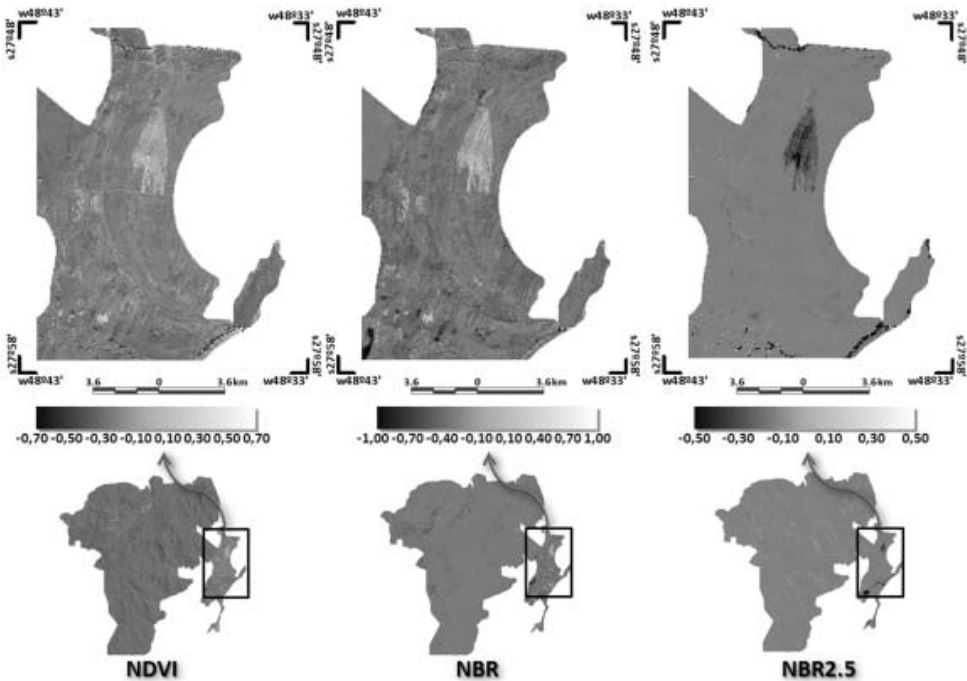 w48º43' w48º33' w48º43' w48º33' w48º43' w48º33'
s27º48' s27º48' s27º48' s27º48' s27º48' s27º48'
s27º58' s27º58' s27º58' s27º58' s27º58' s27º58'
w48º43' w48º33' w48º43' w48º33' w48º43' w48º33'
3.6 0 3.6km 3.6 0 3.6km 3.6 0 3.6km
-0,70 -0,50 -0,30 -0,10 0,10 0,30 0,50 0,70 -1,00 -0,70 -0,40 -0,10 0,10 0,40 0,70 1,00 -0,50 -0,30 -0,10 0,10 0,30 0,50
NDVI NBR NBR2.5